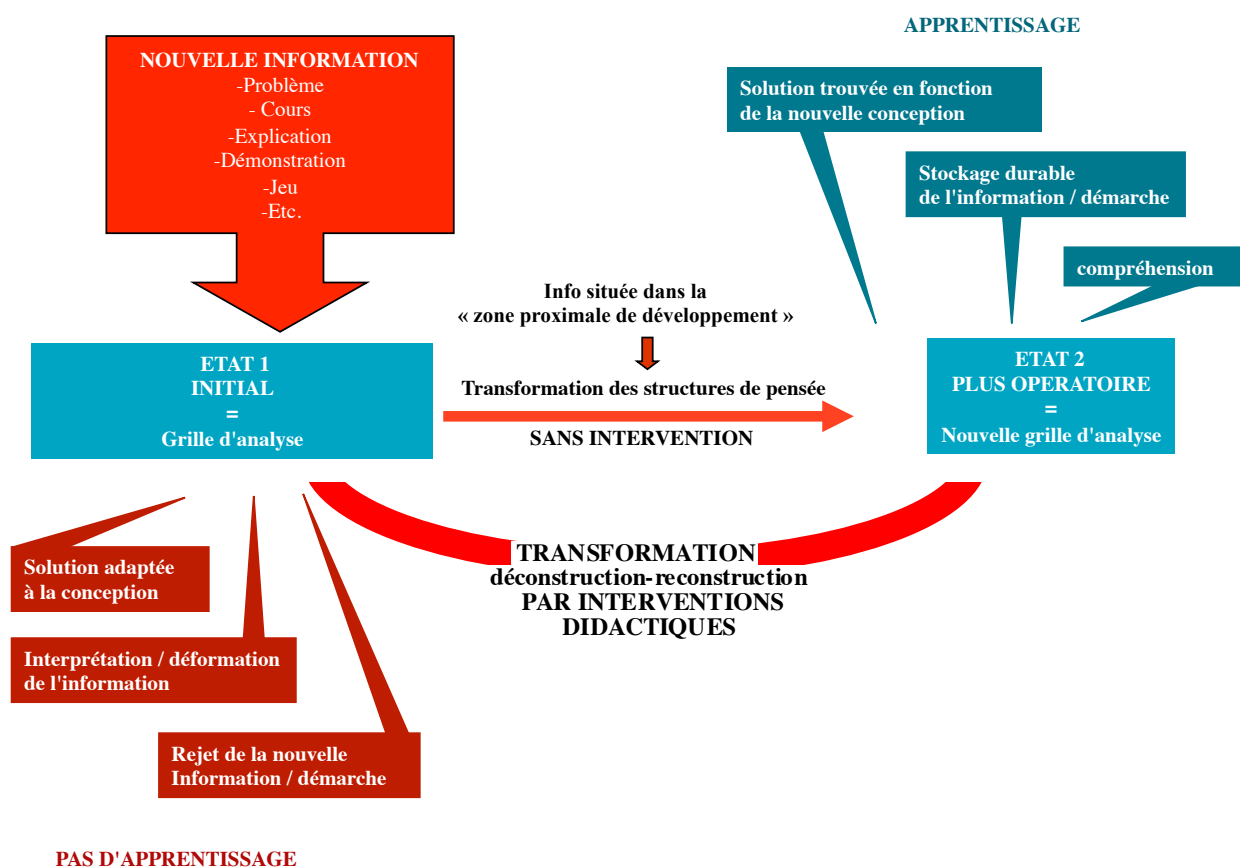 APPRENTISSAGE
NOUVELLE INFORMATION
-Problème
- Cours
-Explication
-Démonstration
-Jeu
-Etc.
Solution trouvée en fonction
de la nouvelle conception
Stockage durable
de l'information / démarche
compréhension
Info située dans la
« zone proximale de développement »
ETAT 1
INITIAL
=
Grille d'analyse
Transformation des structures de pensée
SANS INTERVENTION
ETAT 2
PLUS OPERATOIRE
=
Nouvelle grille d'analyse
TRANSFORMATION
déconstruction-reconstruction
PAR INTERVENTIONS
DIDACTIQUES
Solution adaptée
à la conception
Interprétation / déformation
de l'information
Rejet de la nouvelle
Information / démarche
PAS D'APPRENTISSAGE